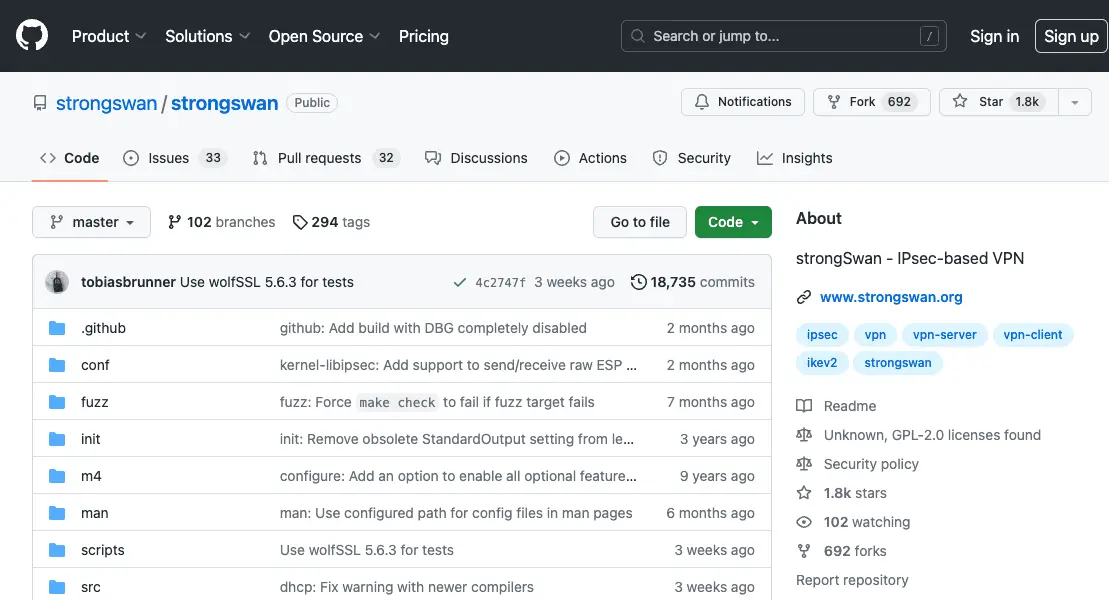 Product Solutions Open Source Pricing Search or jump to... / Sign in Sign up
strongswan / strongswan Public Notifications Fork 692 Star 1.8k
Code Issues 33 Pull requests 32 Discussions Actions Security Insights
master 102 branches 294 tags Go to file Code
tobiasbrunner Use wolfSSL 5.6.3 for tests 4c2747f 3 weeks ago 18,735 commits
.github github: Add build with DBG completely disabled 2 months ago
conf kernel-libipsec: Add support to send/receive raw ESP ... 2 months ago
fuzz fuzz: Force make check to fail if fuzz target fails 7 months ago
init init: Remove obsolete StandardOutput setting from le... 3 years ago
m4 configure: Add an option to enable all optional feature... 9 years ago
man man: Use configured path for config files in man pages 6 months ago
scripts Use wolfSSL 5.6.3 for tests 3 weeks ago
src dhcp: Fix warning with newer compilers 3 weeks ago
About
strongSwan - IPsec-based VPN
www.strongswan.org
ipsec vpn vpn-server vpn-client
ikev2 strongswan
Readme
Unknown, GPL-2.0 licenses found
Security policy
1.8k stars
102 watching
692 forks
Report repository